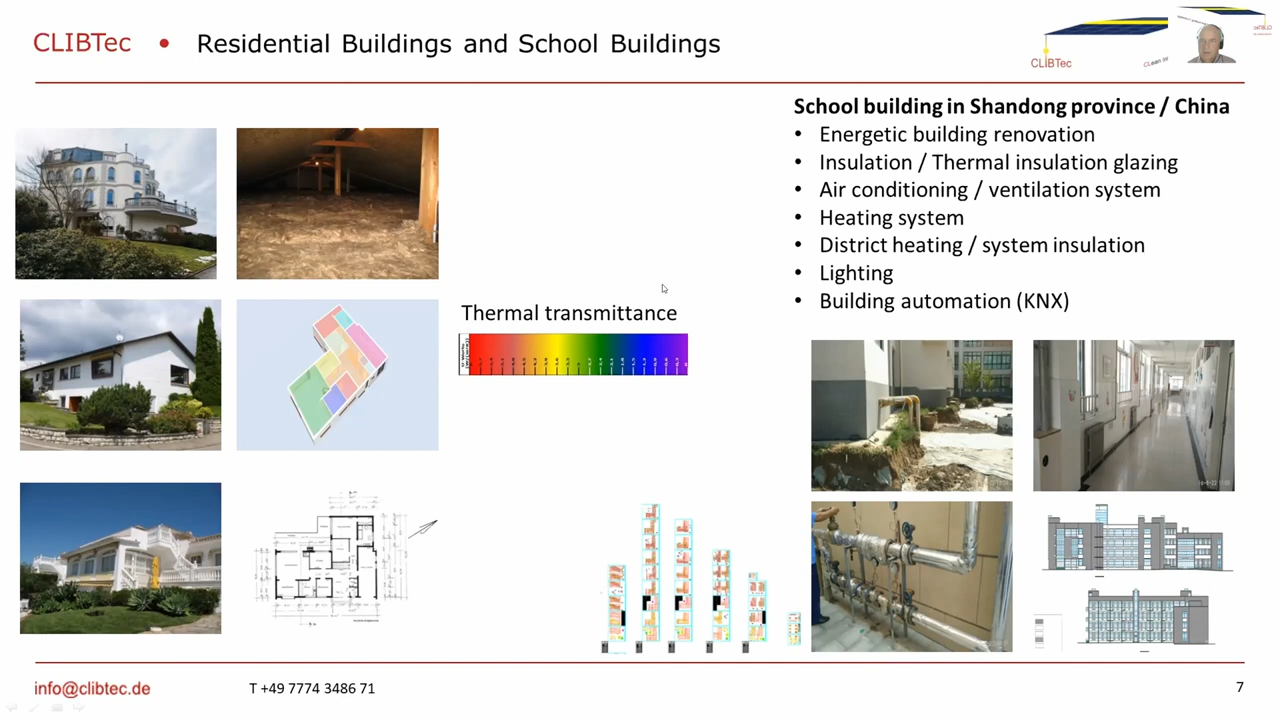 CLIBTec • Residential Buildings and School Buildings
CLIBTec
School building in Shandong province / China
• Energetic building renovation
• Insulation / Thermal insulation glazing
• Air conditioning / ventilation system
• Heating system
• District heating / system insulation
• Lighting
• Building automation (KNX)
Thermal transmittance
info@clibtec.de
T +49 7774 3486 71
7